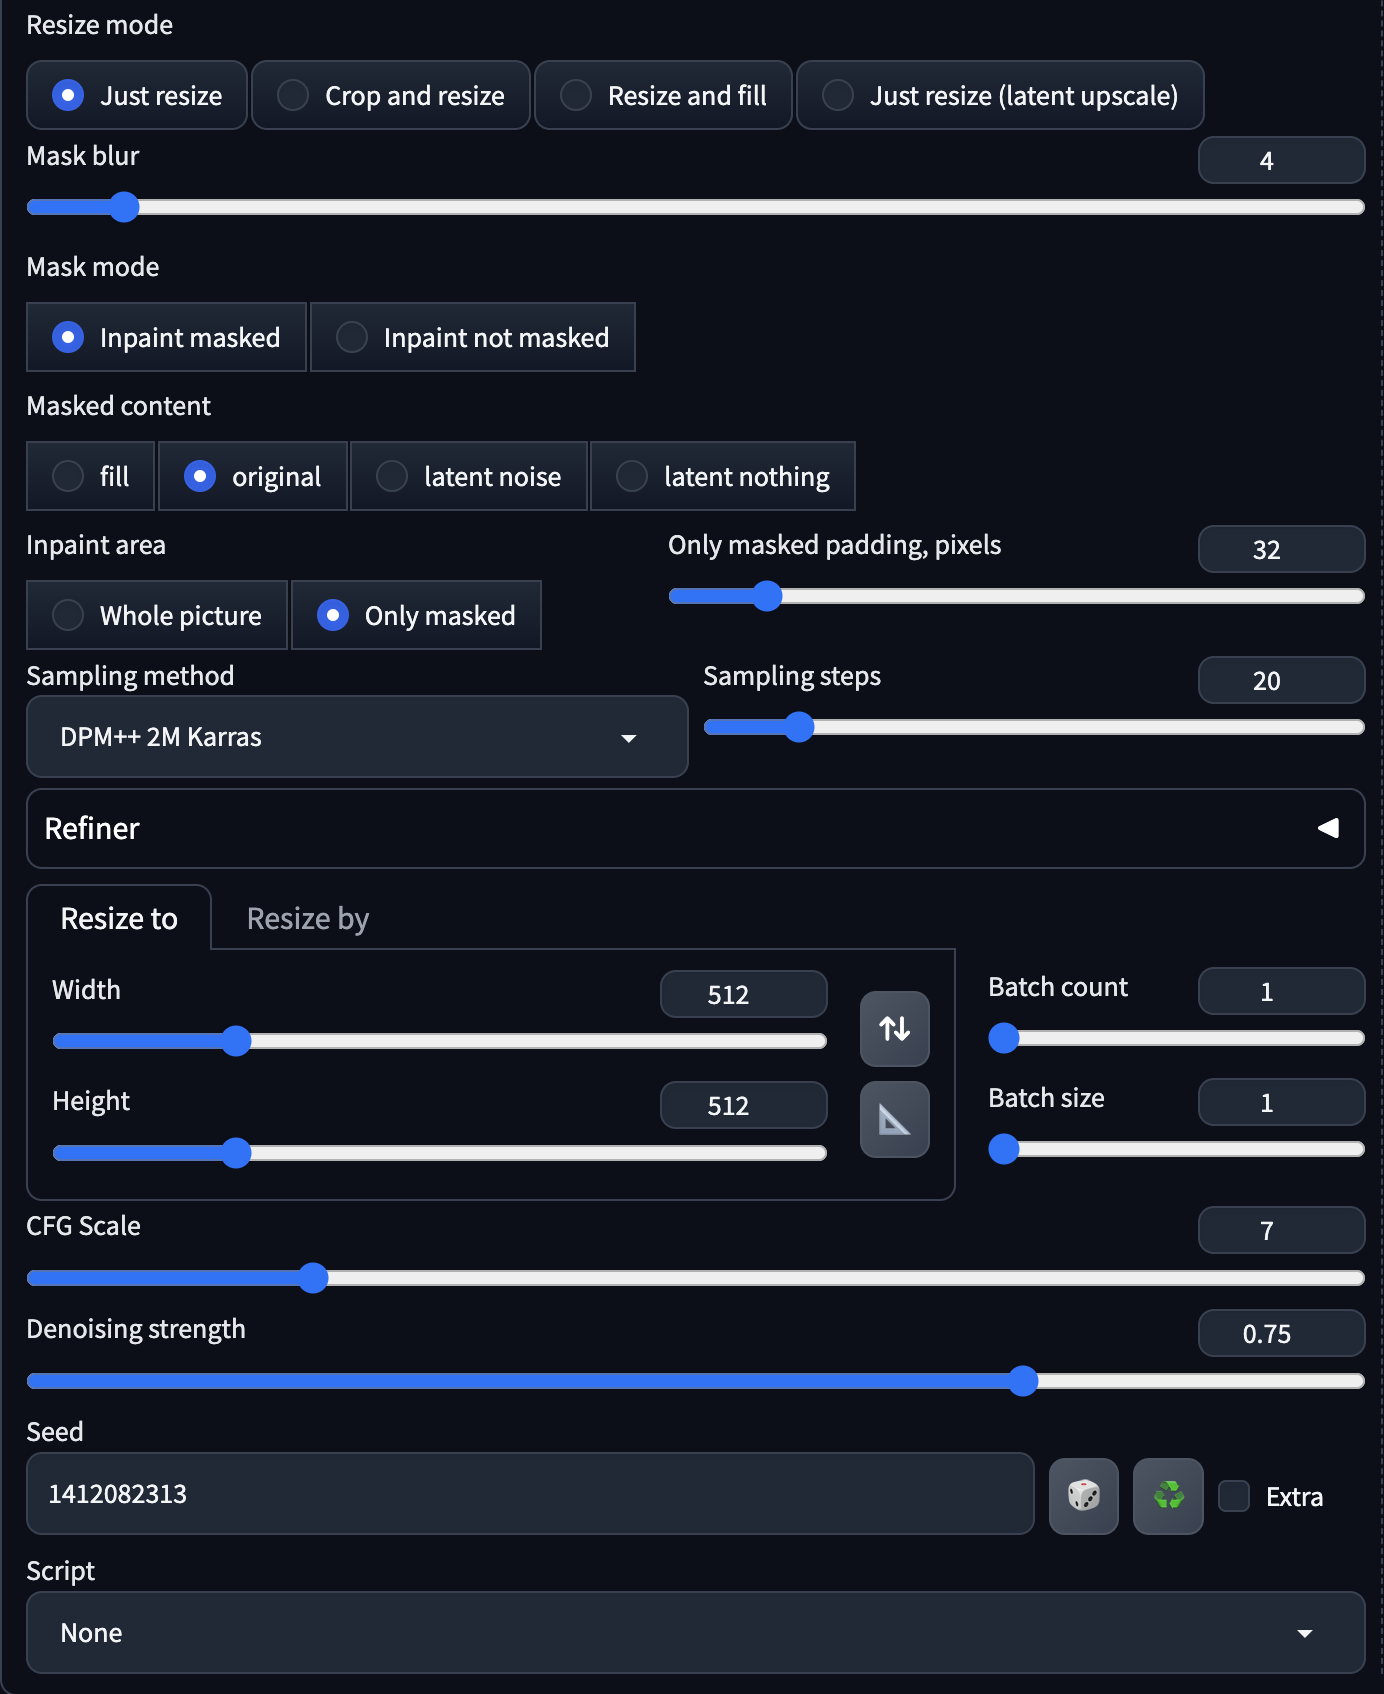 Resize mode
Just resize Crop and resize Resize and fill Just resize (latent upscale)
Mask blur 4
Mask mode
Inpaint masked Inpaint not masked
Masked content
fill original latent noise latent nothing
Inpaint area Only masked padding, pixels 32
Whole picture Only masked
Sampling method Sampling steps 20
DPM++ 2M Karras
Refiner
Resize to Resize by
Width 512 Batch count 1
Height 512 Batch size 1
CFG Scale 7
Denoising strength 0.75
Seed
1412082313 Extra
Script
None